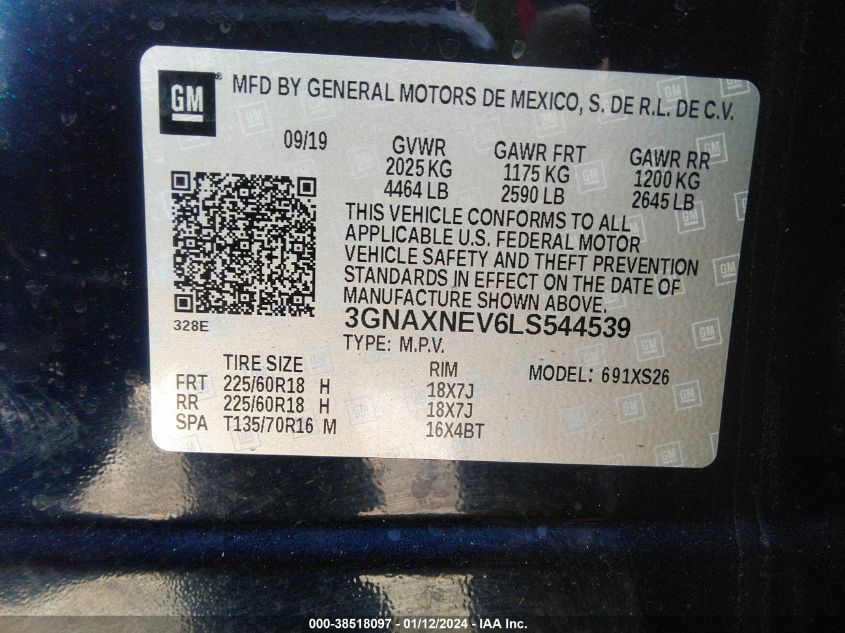 GM ® MFD BY GENERAL MOTORS DE MEXICO, S. DE R.L. DE C.V.
09/19 GVWR GAWR FRT GAWR RR
2025 KG 1175 KG 1200 KG
4464 LB 2590 LB 2645 LB
THIS VEHICLE CONFORMS TO ALL
APPLICABLE U.S. FEDERAL MOTOR
VEHICLE SAFETY AND THEFT PREVENTION
STANDARDS IN EFFECT ON THE DATE OF
MANUFACTURE SHOWN ABOVE.
328E 3GNAXNEV6LS544539
TYPE: M.P.V.
TIRE SIZE RIM MODEL: 691XS26
FRT 225/60R18 H 18X7J
RR 225/60R18 H 18X7J
SPA T135/70R16 M 16X4BT
000-38518097 - 01/12/2024 - IAA Inc.